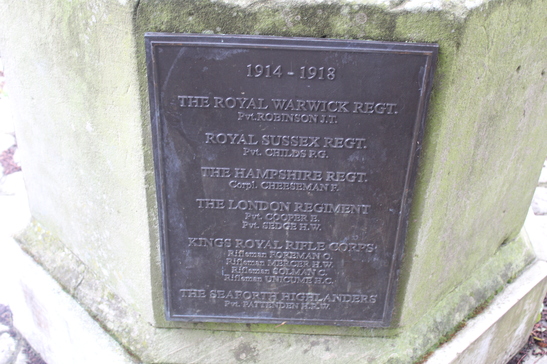 1914 - 1918
THE ROYAL WARWICK REGT.
Pvt. ROBINSON J.T.
ROYAL SUSSEX REGT.
Pvt. CHILDS P.G.
THE HAMPSHIRE REGT.
Corpl. CHEESEMAN F.
THE LONDON REGIMENT
Pvt. COOPER E.
Pvt. SEDGE H.W.
KINGS ROYAL RIFLE CORPS
Rifleman FOREMAN O.
Rifleman MERCER H.W.
Rifleman SOLMAN C.
Rifleman UNICUME H.C.
THE SEAFORTH HIGHLANDERS
Pvt. PATTENDEN